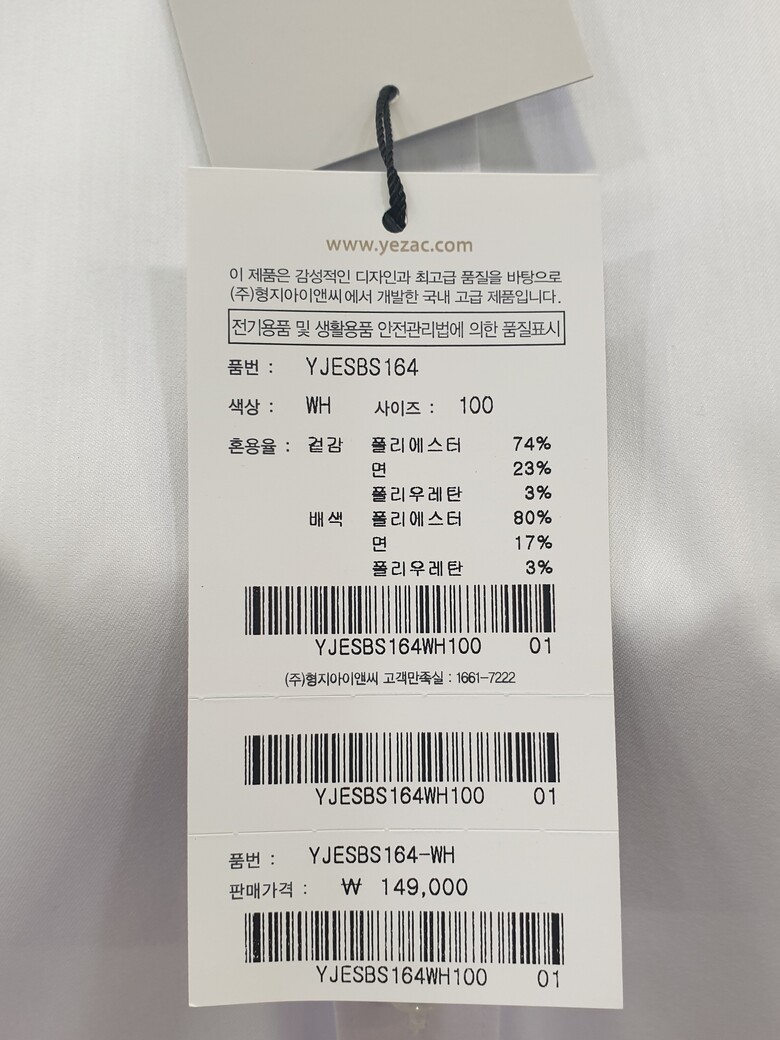 www.yezac.com
이 제품은 감성적인 디자인과 최고급 품질을 바탕으로
(주)형지아이앤씨에서 개발한 국내 고급 제품입니다.
전기용품 및 생활용품 안전관리법에 의한 품질표시
품번 : YJESBS164
색상 : WH 사이즈 : 100
혼용율 : 겉감 폴리에스터 74%
면 23%
폴리우레탄 3%
배색 폴리에스터 80%
면 17%
폴리우레탄 3%
YJESBS164WH100 01
(주)형지아이앤씨 고객만족실 : 1661-7222
YJESBS164WH100 01
품번 : YJESBS164-WH
판매가격 : ₩ 149,000
YJESBS164WH100 01